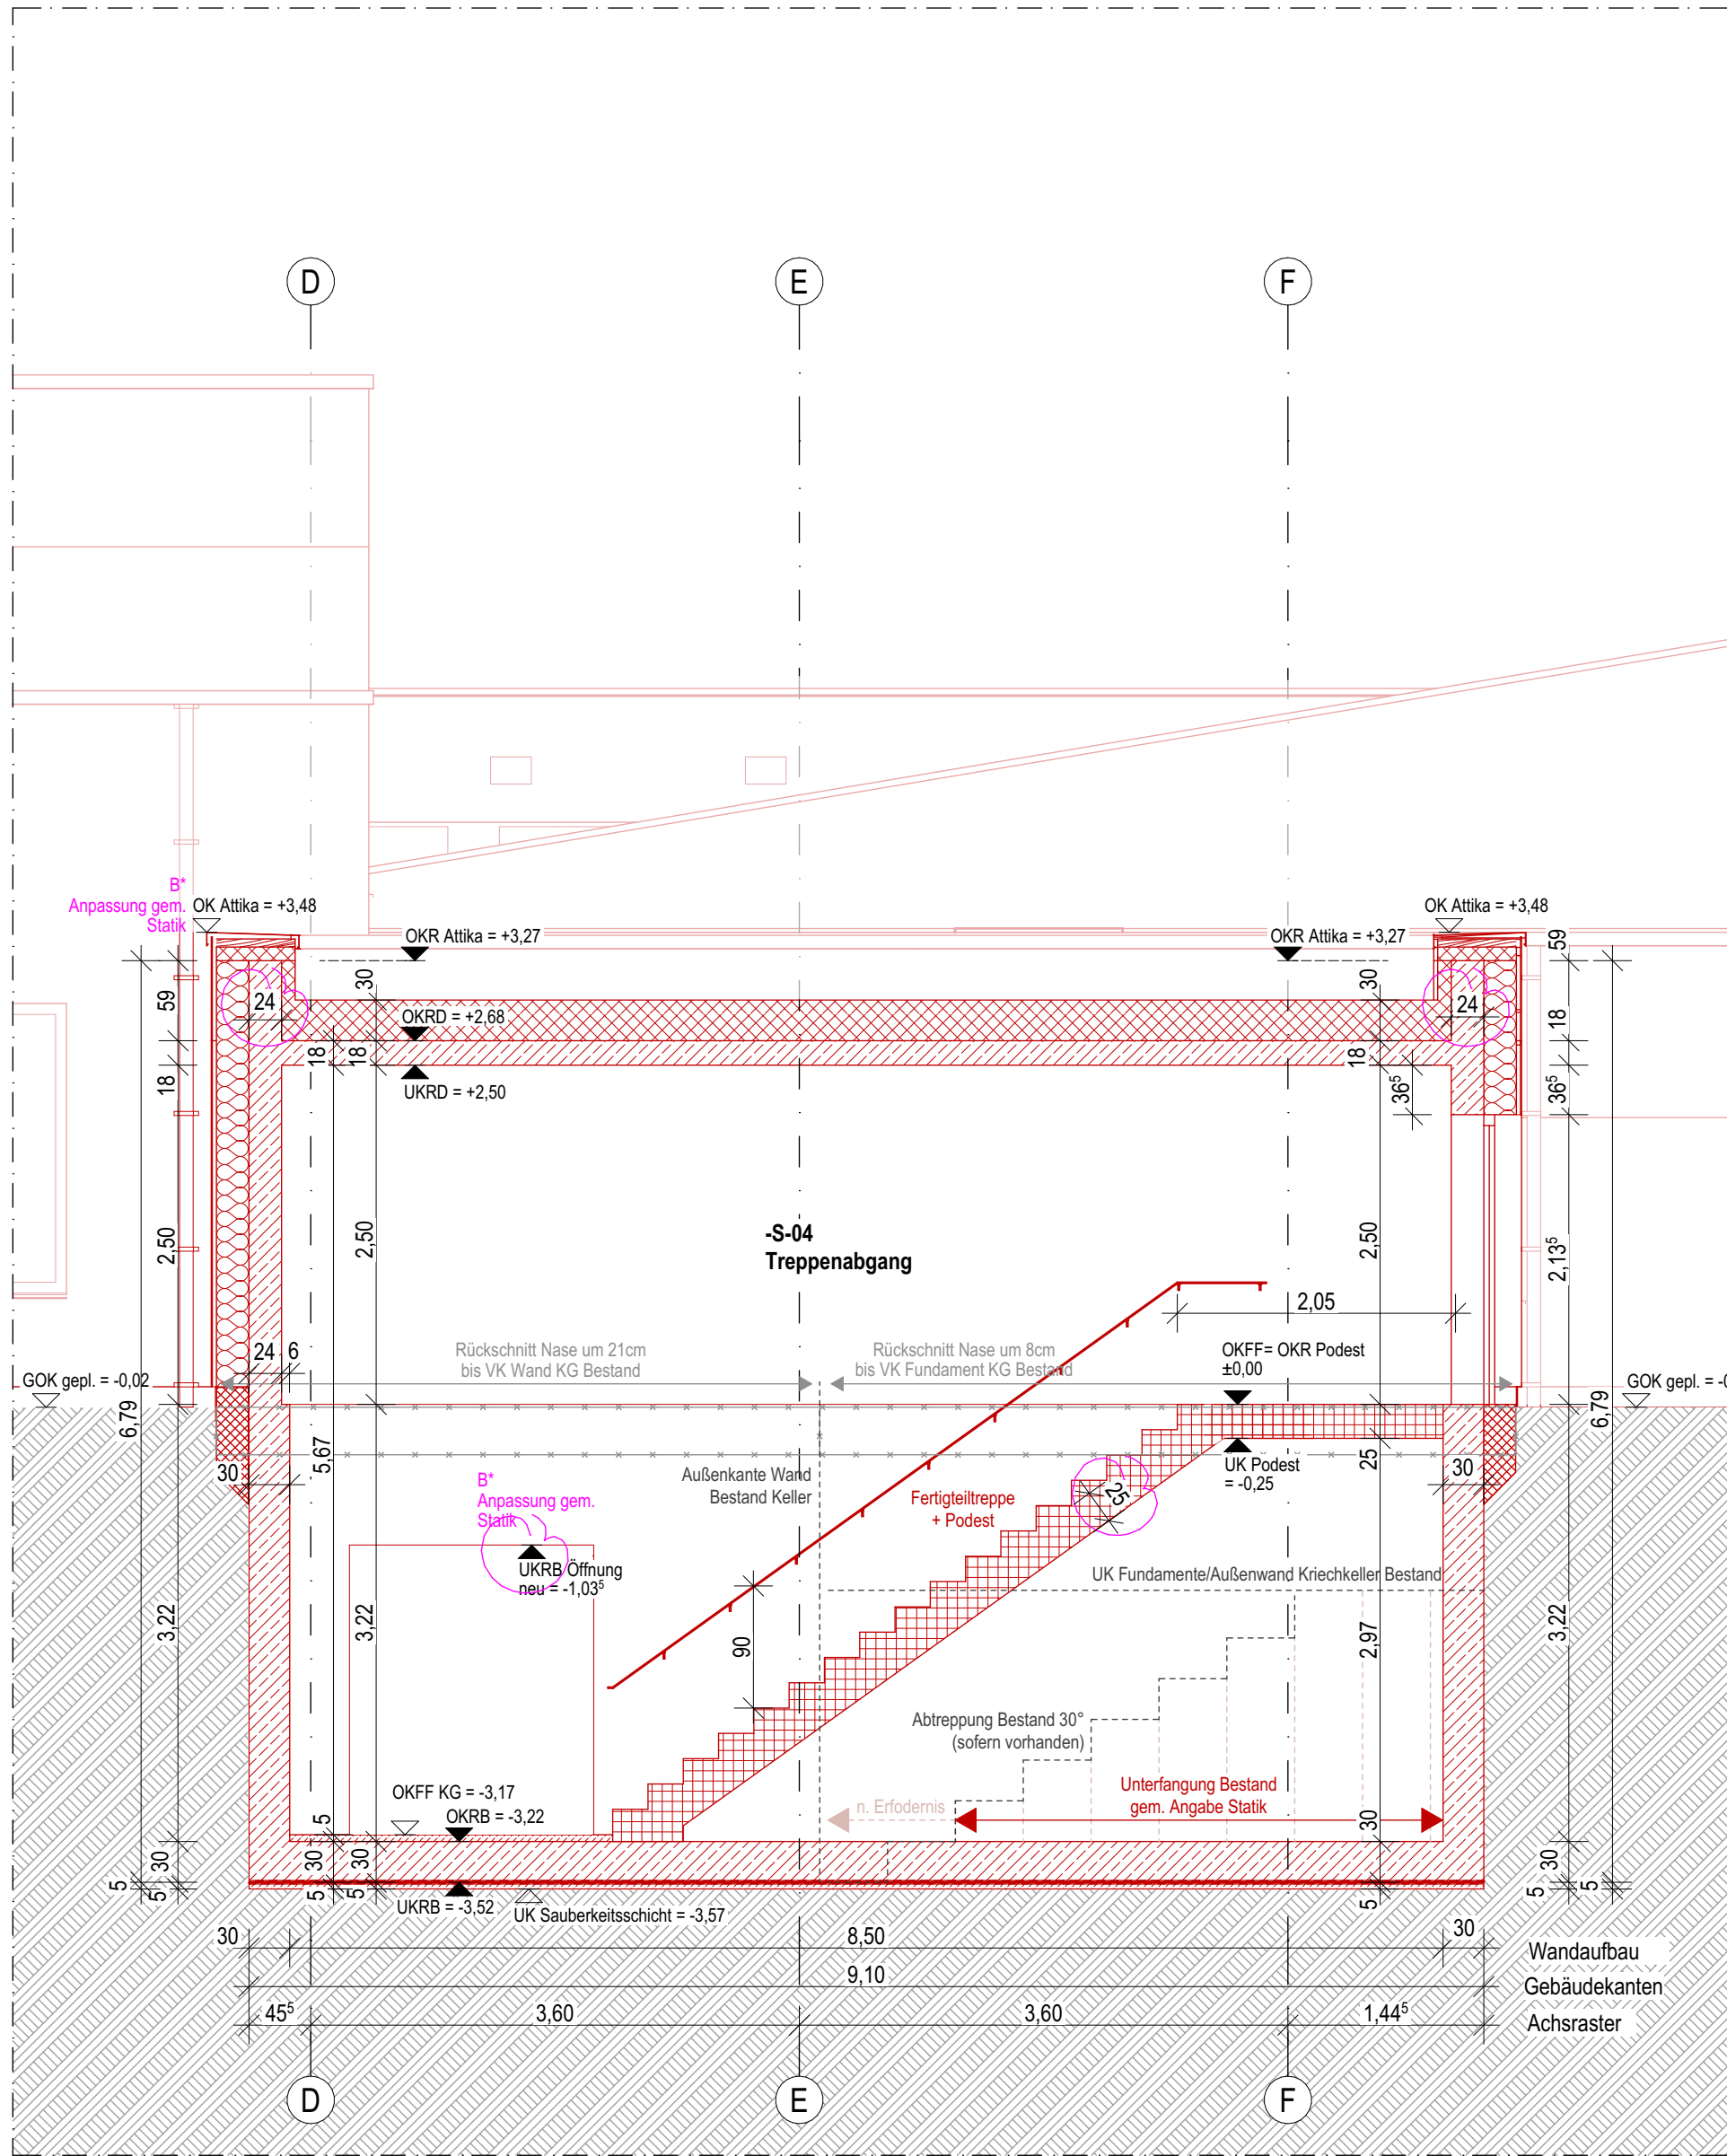 D
E
F
B*
Anpassung gem.
Statik
OK Attika = +3,48
OK Attika = +3,48
OKR Attika = +3,27
OKR Attika = +3,27
59
30
30
59
24
24
OKRD = +2,68
18
18
18
18
18
UKRD = +2,50
36⁵
36⁵
2,50
2,50
2,50
2,13⁵
-S-04
Treppenabgang
2,05
Rückschnitt Nase um 21cm
bis VK Wand KG Bestand
Rückschnitt Nase um 8cm
bis VK Fundament KG Bestand
OKFF= OKR Podest
±0,00
24
6
GOK gepl. = -0,02
GOK gepl. = -0
6,79
5,67
6,79
25
30
30
Außenkante Wand
Bestand Keller
UK Podest
= -0,25
B*
Anpassung gem.
Statik
Fertigteiltreppe
+ Podest
25
UKRB Öffnung
neu = -1,03⁵
UK Fundamente/Außenwand Kriechkeller Bestand
3,22
3,22
90
2,97
3,22
Abtreppung Bestand 30°
(sofern vorhanden)
Unterfangung Bestand
gem. Angabe Statik
n. Erfodernis
OKFF KG = -3,17
OKRB = -3,22
5
30
30
30
30
30
5
5
5
5
5
5
5
UKRB = -3,52
UK Sauberkeitsschicht = -3,57
30
8,50
30
Wandaufbau
9,10
Gebäudekanten
45⁵
3,60
3,60
1,44⁵
Achsraster
D
E
F